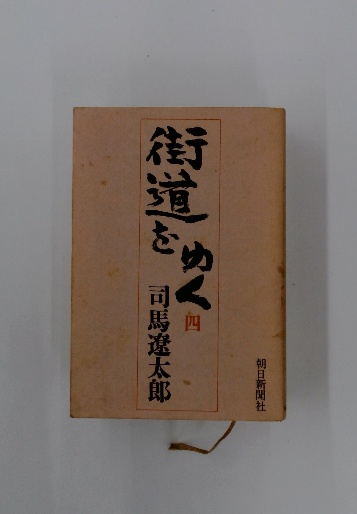 街道をゆく
四
司馬遼太郎
朝日新聞社